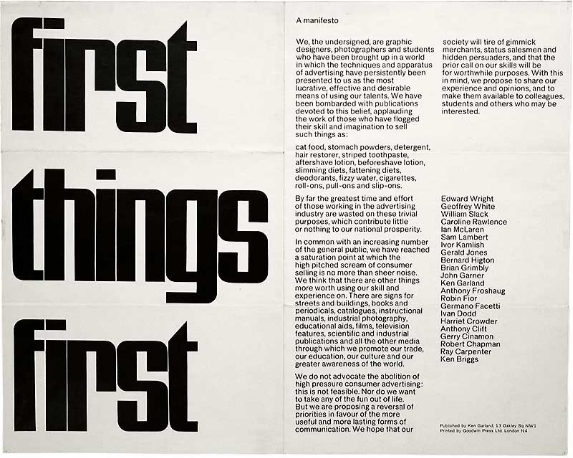 first
things
first
A manifesto
We, the undersigned, are graphic
designers, photographers and students
who have been brought up in a world
in which the techniques and apparatus
of advertising have persistently been
presented to us as the most
lucrative, effective and desirable
means of using our talents. We have
been bombarded with publications
devoted to this belief, applauding
the work of those who have flogged
their skill and imagination to sell
such things as:
cat food, stomach powders, detergent,
hair restorer, striped toothpaste,
aftershave lotion, beforeshave lotion,
slimming diets, fattening diets,
deodorants, fizzy water, cigarettes,
roll-ons, pull-ons and slip-ons.
By far the greatest time and effort
of those working in the advertising
industry are wasted on these trivial
purposes, which contribute little
or nothing to our national prosperity.
In common with an increasing number
of the general public, we have reached
a saturation point at which the
high pitched scream of consumer
selling is no more than sheer noise.
We think that there are other things
more worth using our skill and
experience on. There are signs for
streets and buildings, books and
periodicals, catalogues, instructional
manuals, industrial photography,
educational aids, films, television
features, scientific and industrial
publications and all the other media
through which we promote our trade,
our education, our culture and our
greater awareness of the world.
We do not advocate the abolition of
high pressure consumer advertising:
this is not feasible. Nor do we want
to take any of the fun out of life.
But we are proposing a reversal of
priorities in favour of the more
useful and more lasting forms of
communication. We hope that our
society will tire of gimmick
merchants, status salesmen and
hidden persuaders, and that the
prior call on our skills will be
for worthwhile purposes. With this
in mind, we propose to share our
experience and opinions, and to
make them available to colleagues,
students and others who may be
interested.
Edward Wright
Geoffrey White
William Slack
Caroline Rawlence
Ian McLaren
Sam Lambert
Ivor Kamlish
Gerald Jones
Bernard Higton
Brian Grimbly
John Garner
Ken Garland
Anthony Froshaug
Robin Fior
Germano Facetti
Ivan Dodd
Harriet Crowder
Anthony Clift
Gerry Cinamon
Robert Chapman
Ray Carpenter
Ken Briggs
Published by Ken Garland, 13 Oakley Sq NW1
Printed by Goodwin Press Ltd. London N4